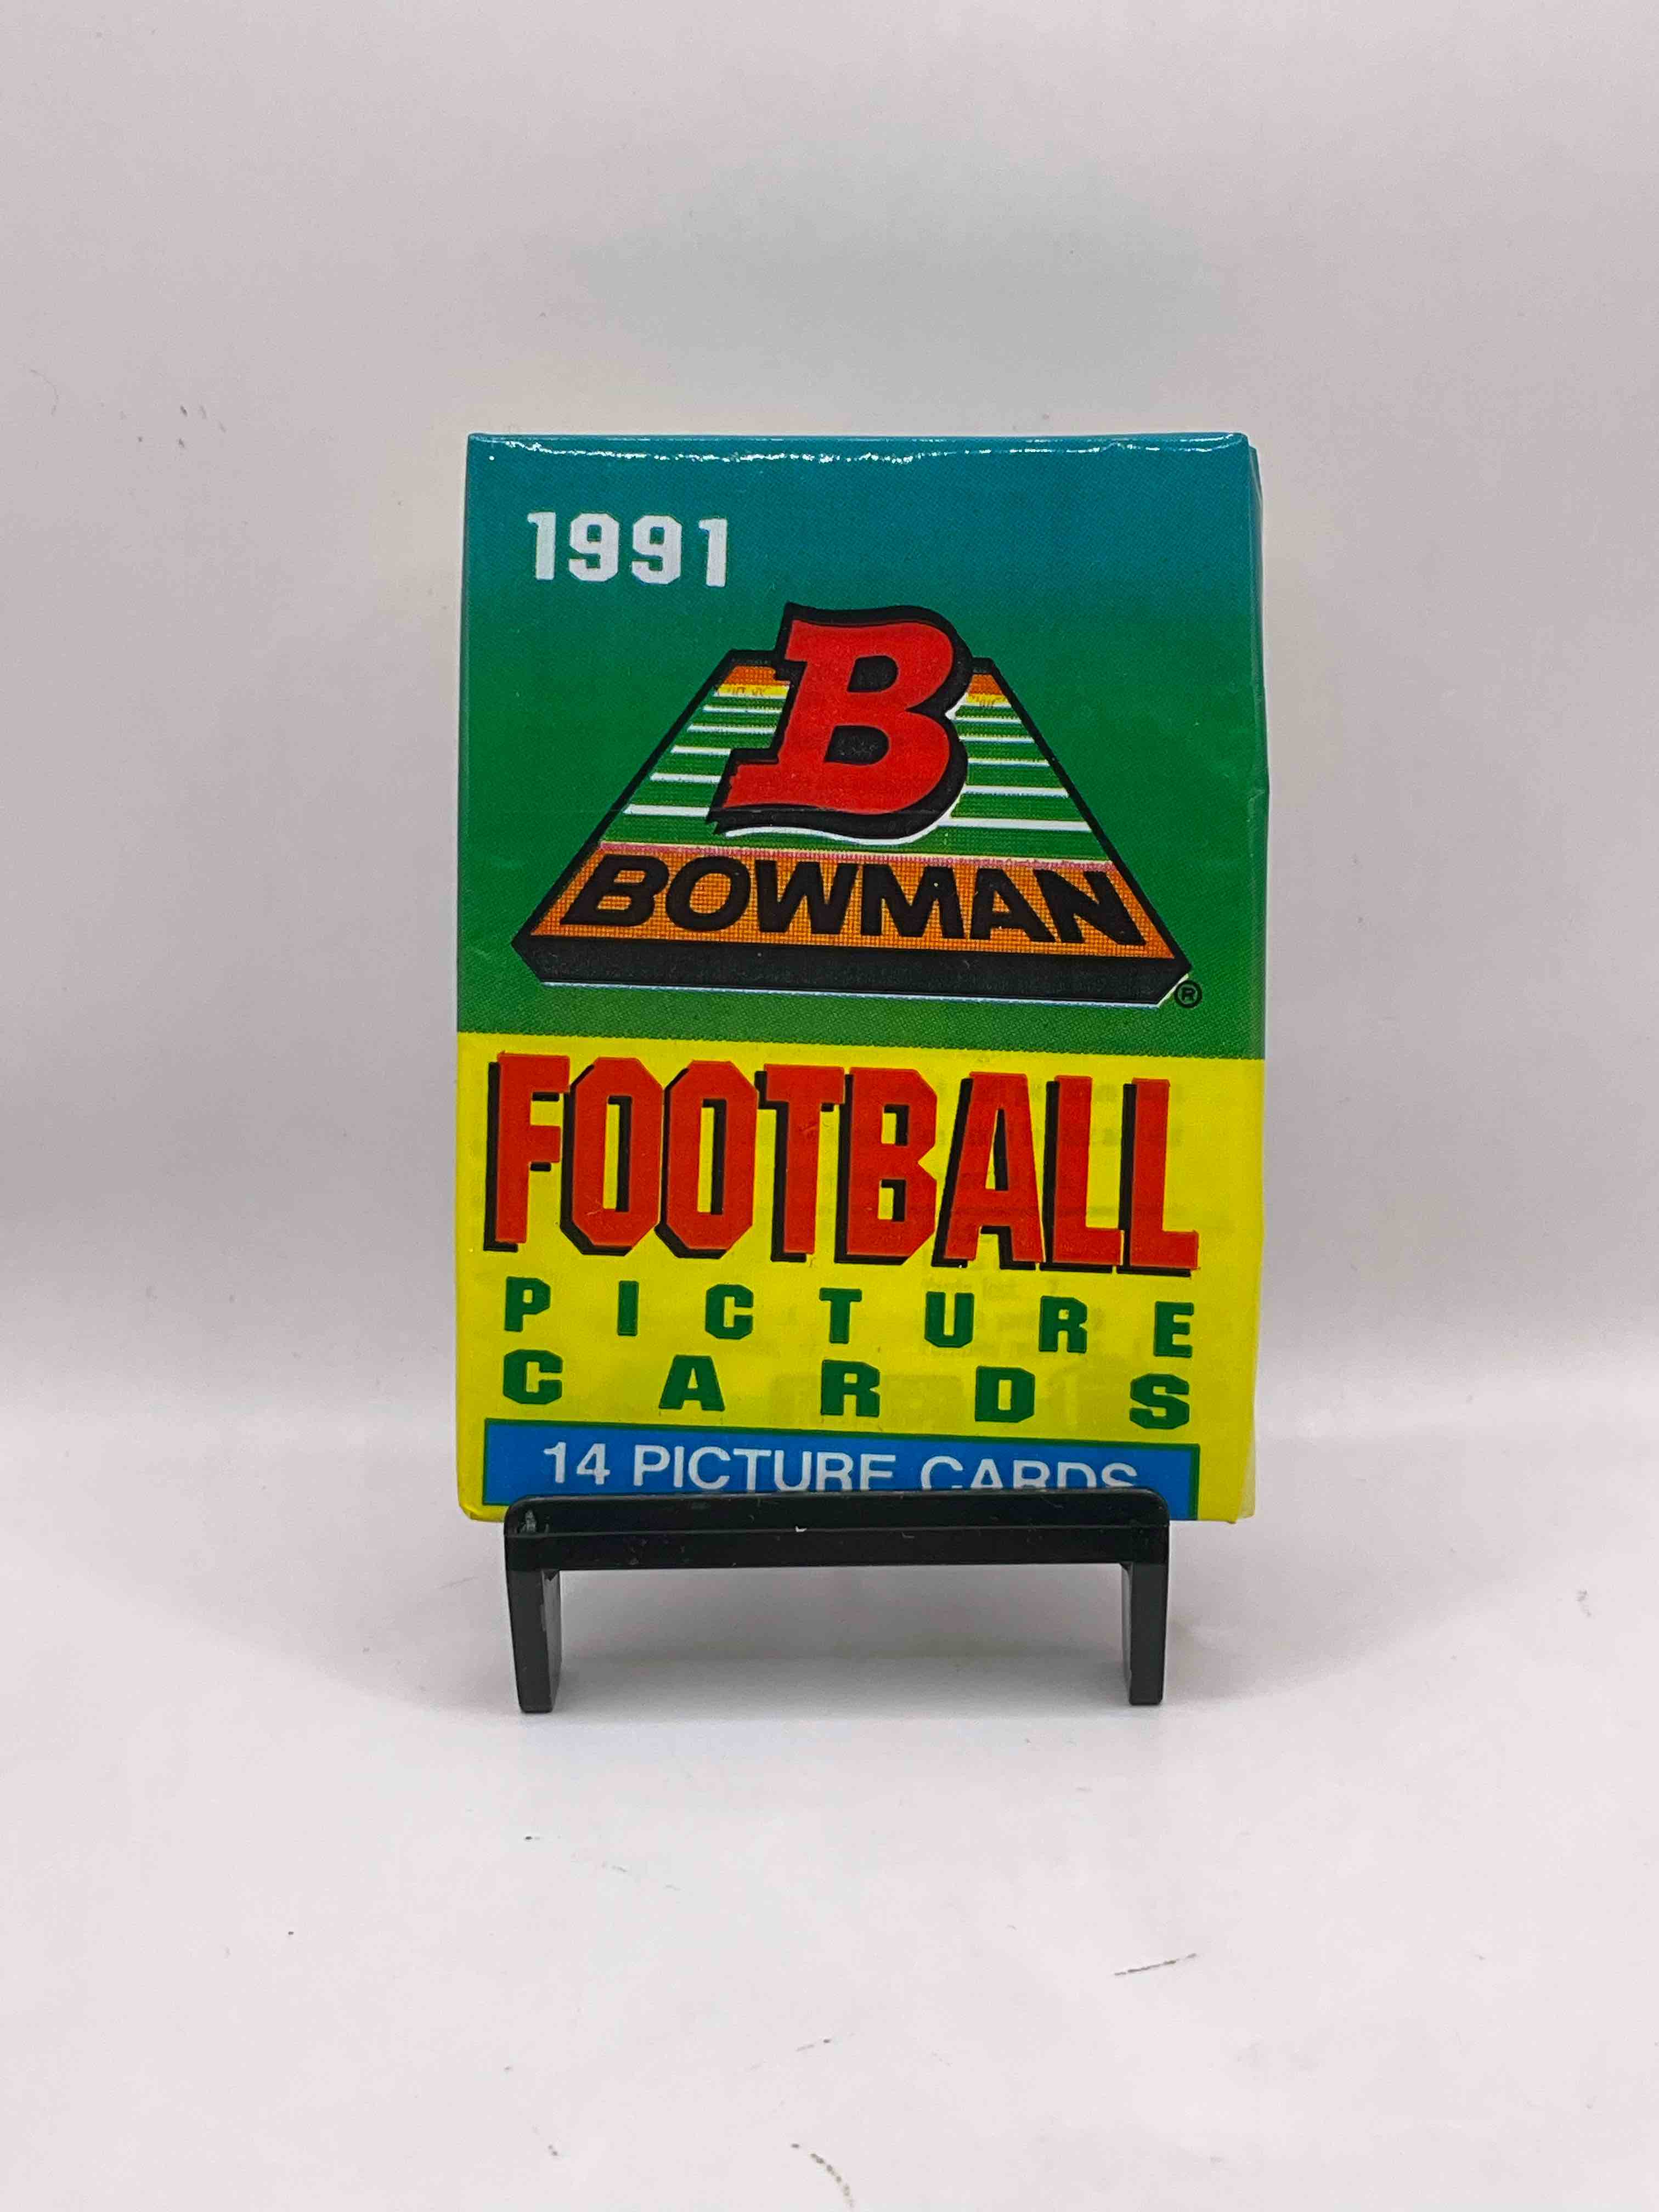 1991
B
BOWMAN
®
FOOTBALL
PICTURE
CARDS
14 PICTURE CARDS